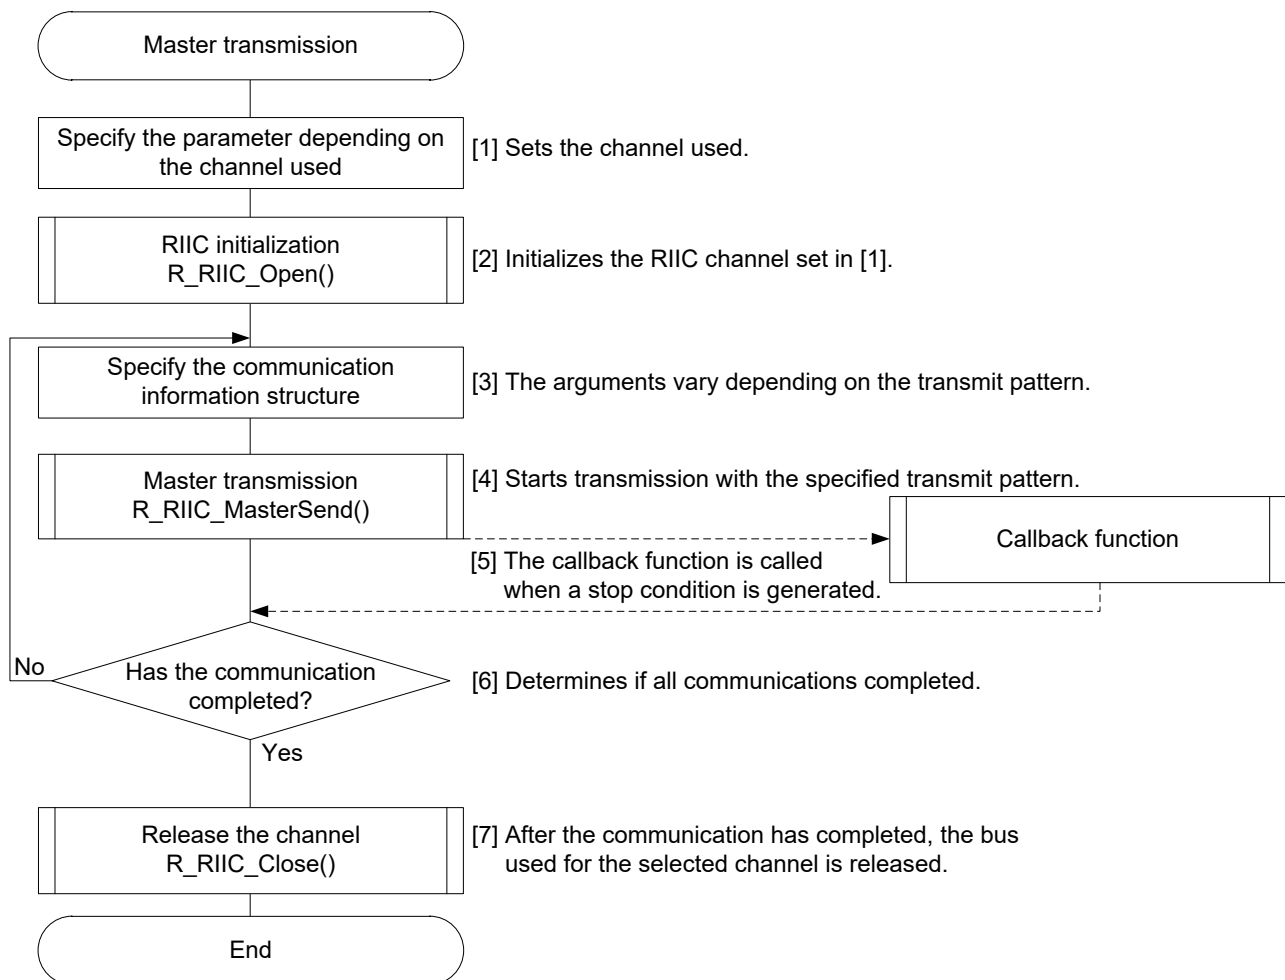 Master transmission
Specify the parameter depending on
the channel used
[1] Sets the channel used.
RIIC initialization
R_RIIC_Open()
[2] Initializes the RIIC channel set in [1].
Specify the communication
information structure
[3] The arguments vary depending on the transmit pattern.
Master transmission
R_RIIC_MasterSend()
[4] Starts transmission with the specified transmit pattern.
Callback function
[5] The callback function is called
when a stop condition is generated.
No
Has the communication
completed?
[6] Determines if all communications completed.
Yes
Release the channel
R_RIIC_Close()
[7] After the communication has completed, the bus
used for the selected channel is released.
End